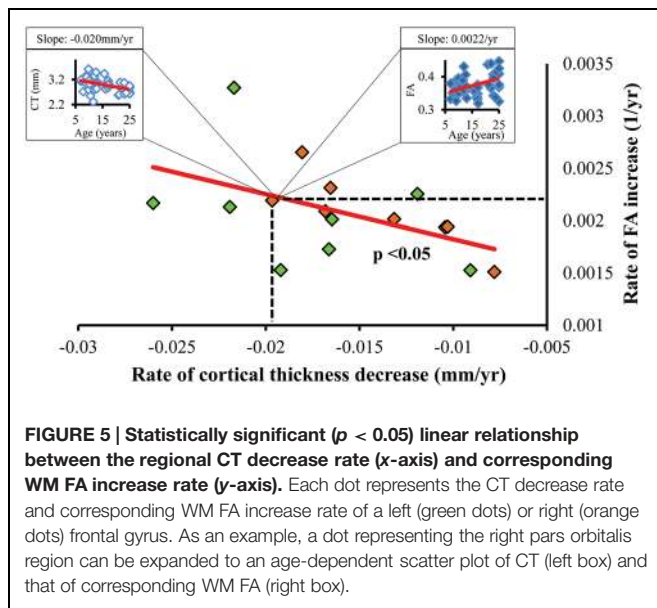 Slope: -0.020mm/yr
CT (mm)
3.2
2.2
5 15 25
Age (years)
Slope: 0.0022/yr
FA
0.4
0.3
5 15 25
Age (years)
p <0.05
0.0035
0.003
0.0025
0.002
0.0015
0.001
Rate of FA increase (1/yr)
-0.03 -0.025 -0.02 -0.015 -0.01 -0.005
Rate of cortical thickness decrease (mm/yr)
FIGURE 5 | Statistically significant (p < 0.05) linear relationship
between the regional CT decrease rate (x-axis) and corresponding
WM FA increase rate (y-axis). Each dot represents the CT decrease rate
and corresponding WM FA increase rate of a left (green dots) or right (orange
dots) frontal gyrus. As an example, a dot representing the right pars orbitalis
region can be expanded to an age-dependent scatter plot of CT (left box) and
that of corresponding WM FA (right box).